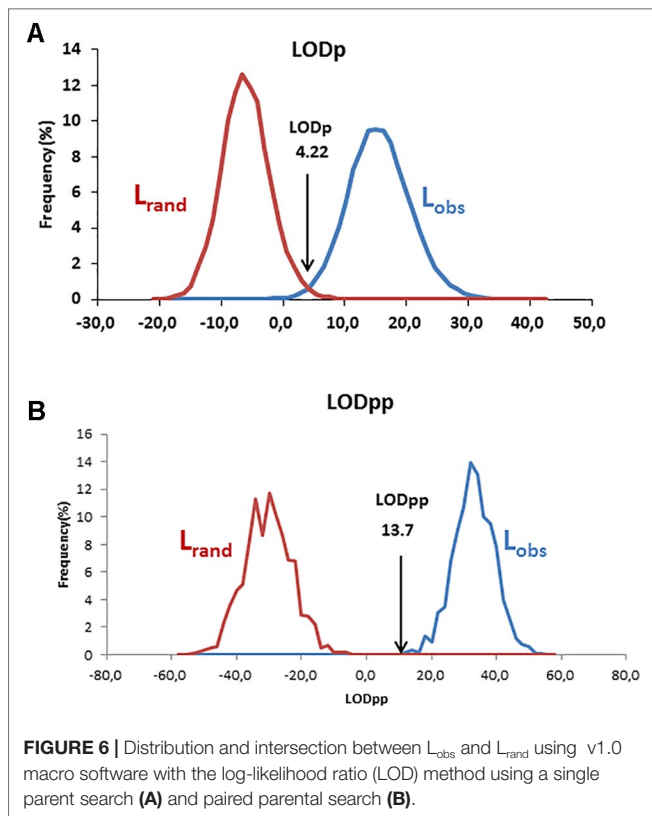 A
LODp
14
12
10
8
6
4
2
0
Frequency(%)
LODp
4.22
Lrand
Lobs
-30,0 -20,0 -10,0 0,0 10,0 20,0 30,0 40,0 50,0
B
LODpp
16
14
12
10
8
6
4
2
0
Frequency(%)
LODpp
13.7
Lrand
Lobs
-80,0 -60,0 -40,0 -20,0 0,0 20,0 40,0 60,0 80,0
LODpp
FIGURE 6 | Distribution and intersection between Lobs and Lrand using v1.0
macro software with the log-likelihood ratio (LOD) method using a single
parent search (A) and paired parental search (B).